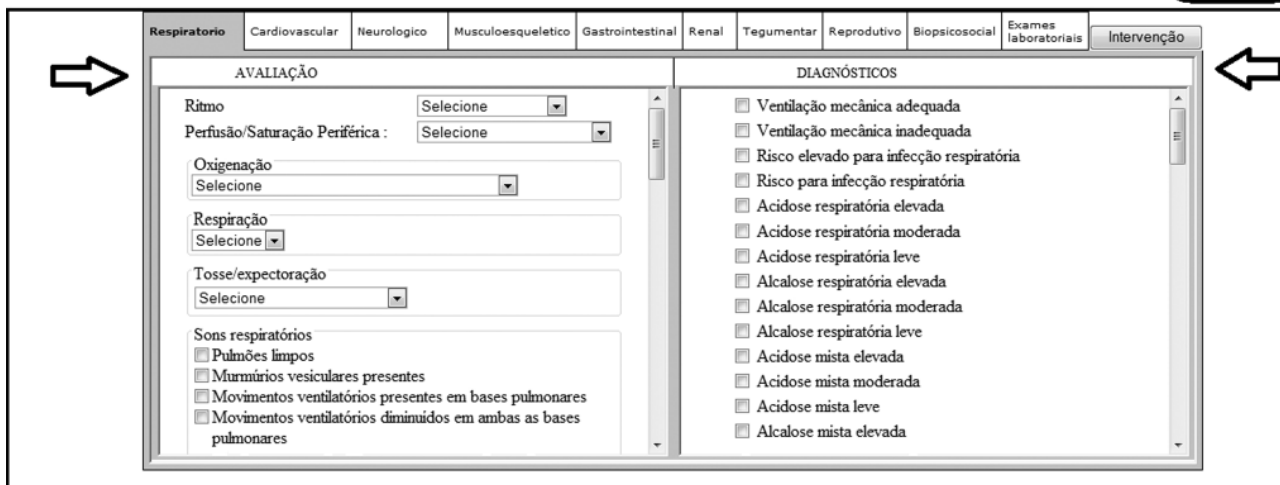 Respiratorio Cardiovascular Neurologico Musculoesqueletico Gastrointestinal Renal Tegumentar Reprodutivo Biopsicosocial Exames laboratoriais Intervenção
AVALIAÇÃO
Ritmo Selecione
Perfusão/Saturação Periférica : Selecione
Oxigenação
Selecione
Respiração
Selecione
Tosse/expectoração
Selecione
Sons respiratórios
Pulmões limpos
Murmúrios vesiculares presentes
Movimentos ventilatórios presentes em bases pulmonares
Movimentos ventilatórios diminuidos em ambas as bases
pulmonares
DIAGNÓSTICOS
Ventilação mecânica adequada
Ventilação mecânica inadequada
Risco elevado para infecção respiratória
Risco para infecção respiratória
Acidose respiratória elevada
Acidose respiratória moderada
Acidose respiratória leve
Alcalose respiratória elevada
Alcalose respiratória moderada
Alcalose respiratória leve
Acidose mista elevada
Acidose mista moderada
Acidose mista leve
Alcalose mista elevada